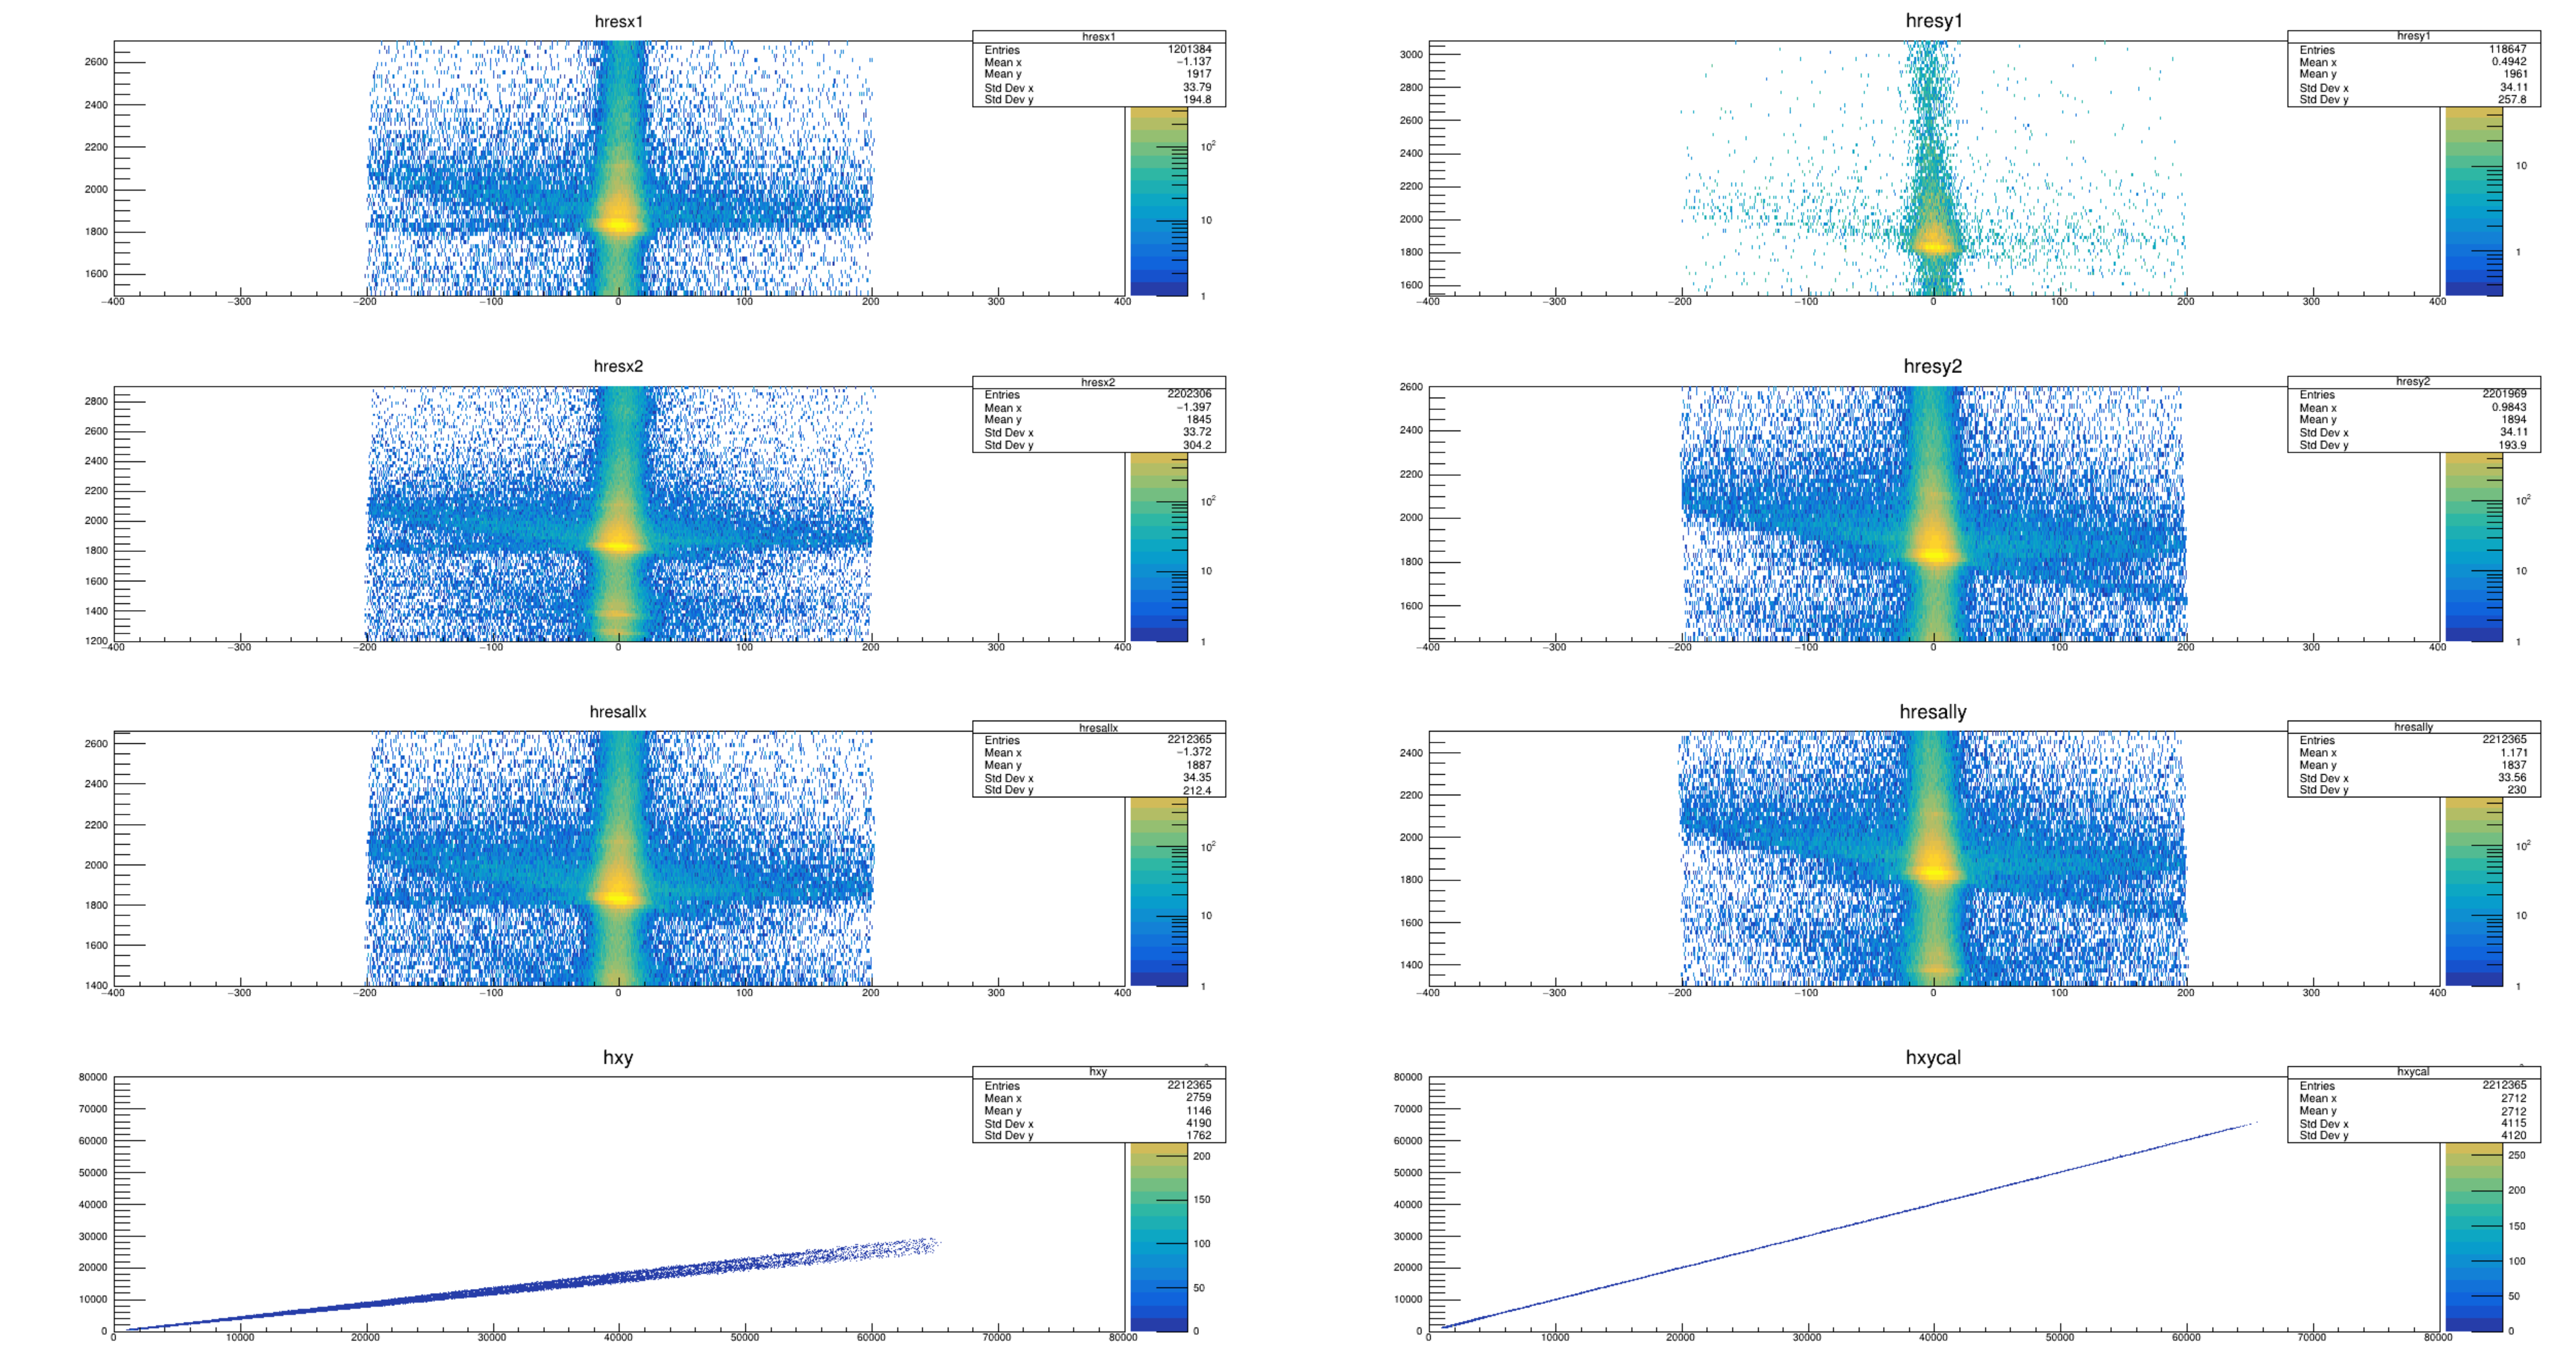 hresx1
hresx1
Entries 1201384
Mean x −1.137
Mean y 1917
Std Dev x 33.79
Std Dev y 194.8
2600
2400
2200
2000
1800
1600
−400 −300 −200 −100 0 100 200 300 400
10²
10
1
hresy1
hresy1
Entries 118647
Mean x 0.4942
Mean y 1961
Std Dev x 34.11
Std Dev y 257.8
3000
2800
2600
2400
2200
2000
1800
1600
−400 −300 −200 −100 0 100 200 300 400
10
1
hresx2
hresx2
Entries 2202306
Mean x −1.397
Mean y 1845
Std Dev x 33.72
Std Dev y 304.2
2800
2600
2400
2200
2000
1800
1600
1400
1200
−400 −300 −200 −100 0 100 200 300 400
10²
10
1
hresy2
hresy2
Entries 2201969
Mean x 0.9843
Mean y 1894
Std Dev x 34.11
Std Dev y 193.9
2600
2400
2200
2000
1800
1600
−400 −300 −200 −100 0 100 200 300 400
10²
10
1
hresallx
hresallx
Entries 2212365
Mean x −1.372
Mean y 1887
Std Dev x 34.35
Std Dev y 212.4
2600
2400
2200
2000
1800
1600
1400
−400 −300 −200 −100 0 100 200 300 400
10²
10
1
hresally
hresally
Entries 2212365
Mean x 1.171
Mean y 1837
Std Dev x 33.56
Std Dev y 230
2400
2200
2000
1800
1600
1400
−400 −300 −200 −100 0 100 200 300 400
10²
10
1
hxy
hxy
Entries 2212365
Mean x 2759
Mean y 1146
Std Dev x 4190
Std Dev y 1762
80000
70000
60000
50000
40000
30000
20000
10000
0
0 10000 20000 30000 40000 50000 60000 70000 80000
200
150
100
50
0
hxycal
hxycal
Entries 2212365
Mean x 2712
Mean y 2712
Std Dev x 4115
Std Dev y 4120
80000
70000
60000
50000
40000
30000
20000
10000
0
0 10000 20000 30000 40000 50000 60000 70000 80000
250
200
150
100
50
0